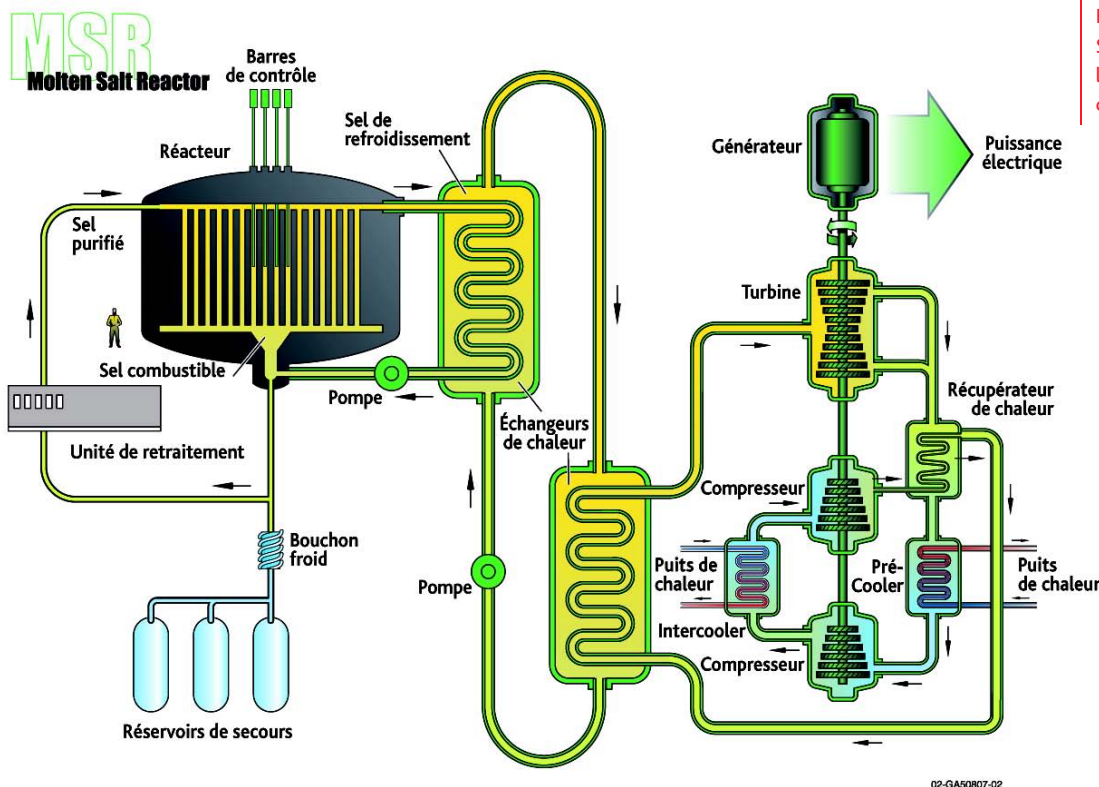 MSR
Molten Salt Reactor
Barres
de contrôle
Réacteur
Sel de
refroidissement
Générateur
Puissance
électrique
Sel
purifié
Turbine
Sel combustible
Pompe
Récupérateur
de chaleur
Échangeurs
de chaleur
Unité de retraitement
Compresseur
Bouchon
froid
Pompe
Puits de
chaleur
Pré-
Cooler
Puits
de chaleur
Intercooler
Compresseur
Réservoirs de secours
02-GA50807-02